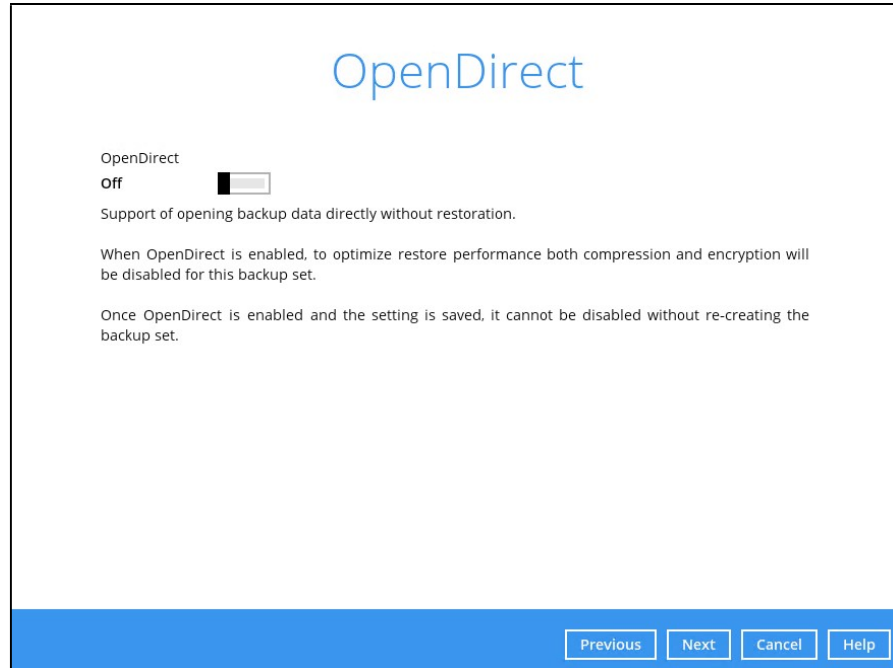 OpenDirect
OpenDirect
Off
Support of opening backup data directly without restoration.
When OpenDirect is enabled, to optimize restore performance both compression and encryption will
be disabled for this backup set.
Once OpenDirect is enabled and the setting is saved, it cannot be disabled without re-creating the
backup set.
Previous Next Cancel Help